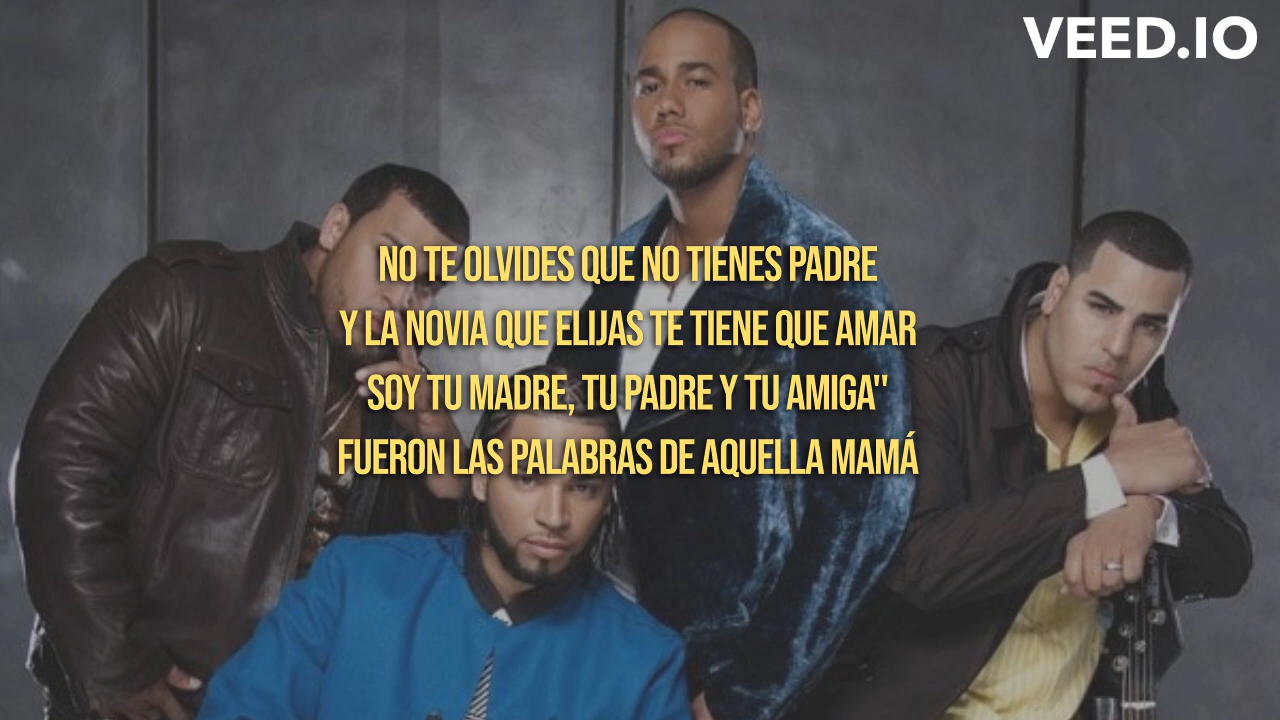 VEED.IO
NO TE OLVIDES QUE NO TIENES PADRE
Y LA NOVIA QUE ELIJAS TE TIENE QUE AMAR
SOY TU MADRE, TU PADRE Y TU AMIGA"
FUERON LAS PALABRAS DE AQUELLA MAMÁ